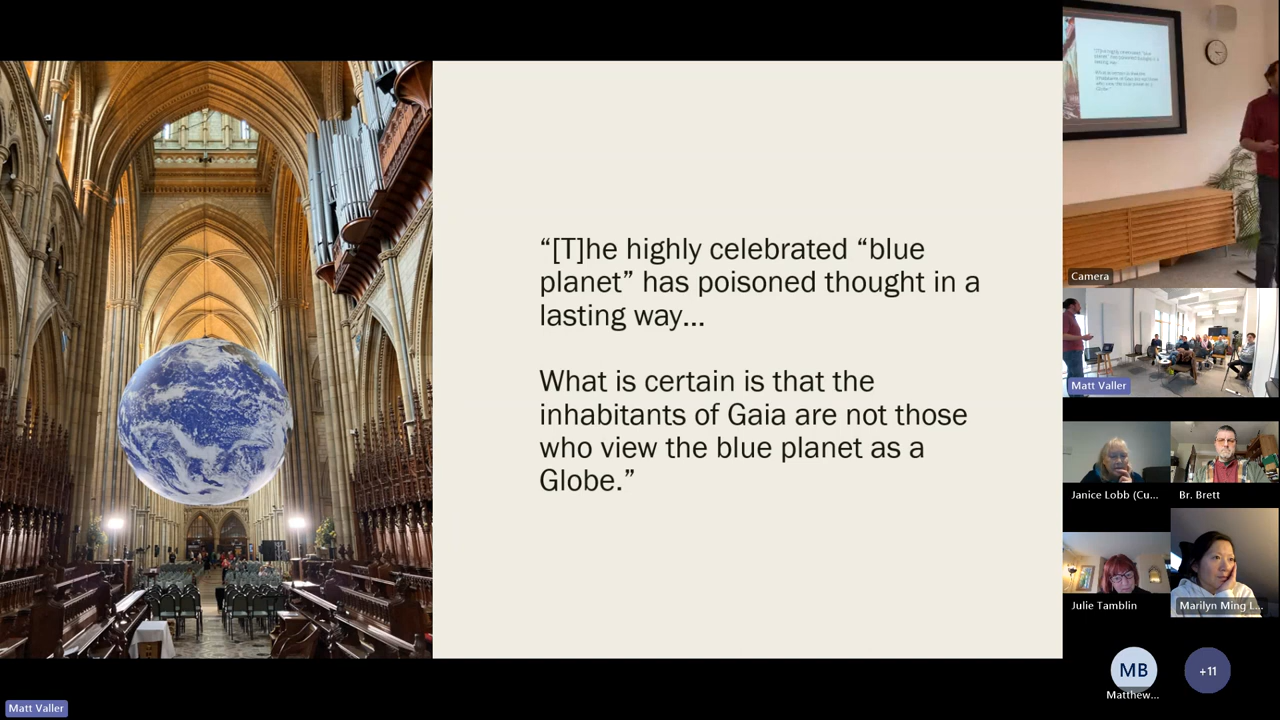 “[T]he highly celebrated “blue
planet” has poisoned thought in a
lasting way...
What is certain is that the
inhabitants of Gaia are not those
who view the blue planet as a
Globe.”
Camera
Matt Valler
Janice Lobb (Cu...
Br. Brett
Julie Tamblin
Marilyn Ming L...
MB
Matthew...
+11
Matt Valler